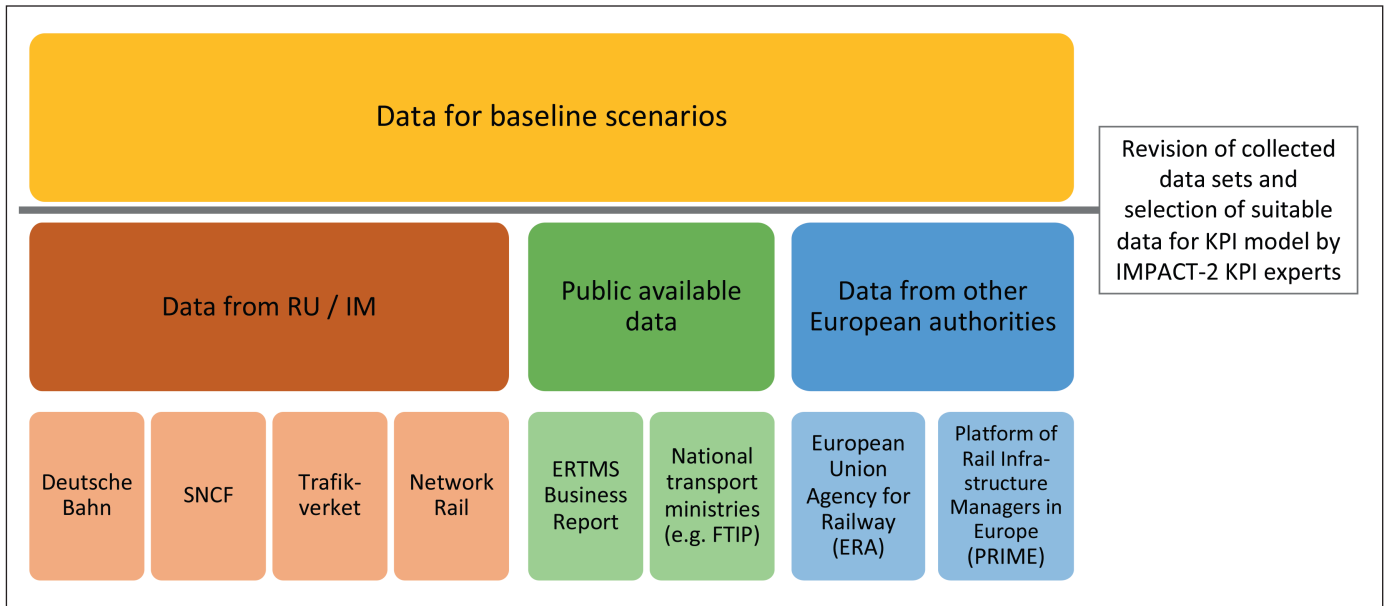 Data for baseline scenarios
Revision of collected
data sets and
selection of suitable
data for KPI model by
IMPACT-2 KPI experts
Data from RU / IM
Public available
data
Data from other
European authorities
Deutsche
Bahn
SNCF
Trafik-
verket
Network
Rail
ERTMS
Business
Report
National
transport
ministries
(e.g. FTIP)
European
Union
Agency for
Railway
(ERA)
Platform of
Rail Infra-
structure
Managers in
Europe
(PRIME)